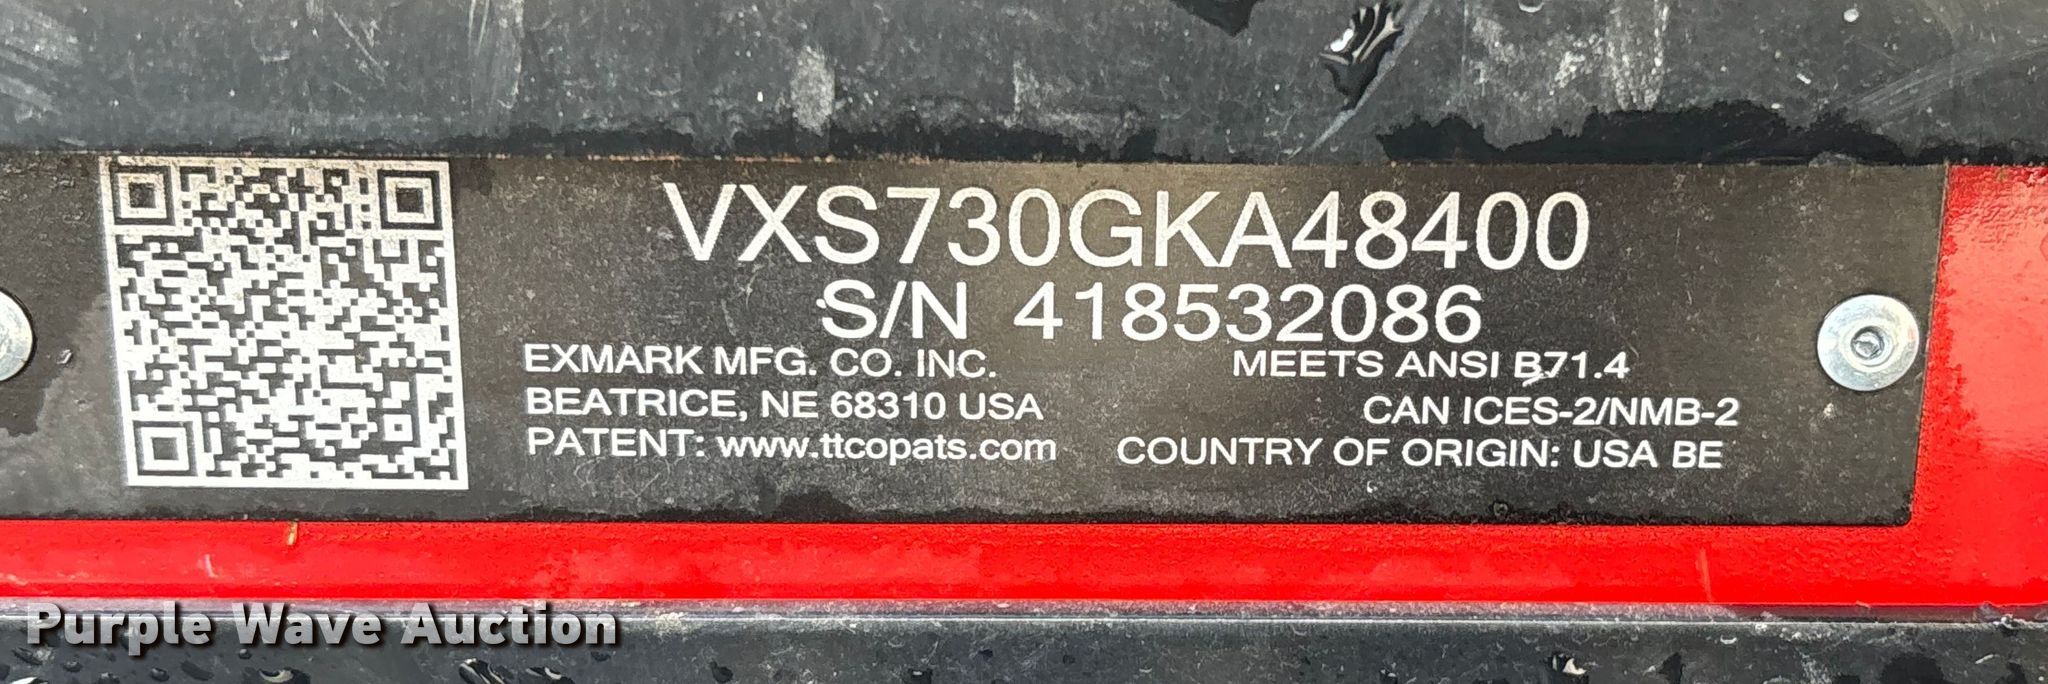 VXS730GKA48400
S/N 418532086
EXMARK MFG. CO. INC.
BEATRICE, NE 68310 USA
PATENT: www.ttcopats.com
MEETS ANSI B71.4
CAN ICES-2/NMB-2
COUNTRY OF ORIGIN: USA BE
Purple Wave Auction